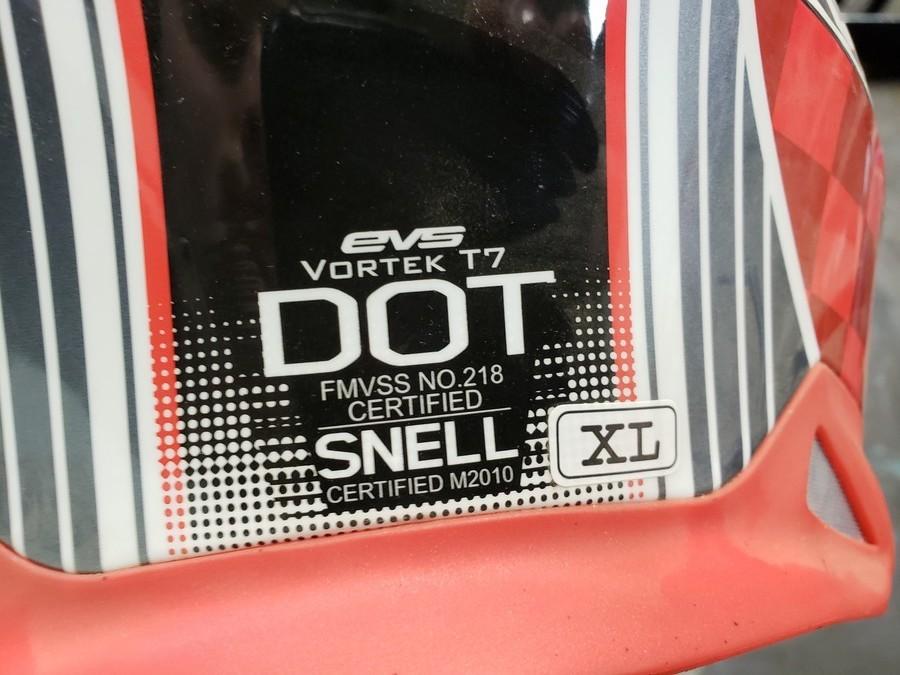 evs
VORTEK T7
DOT
FMVSS NO.218
CERTIFIED
SNELL
CERTIFIED M2010
XL